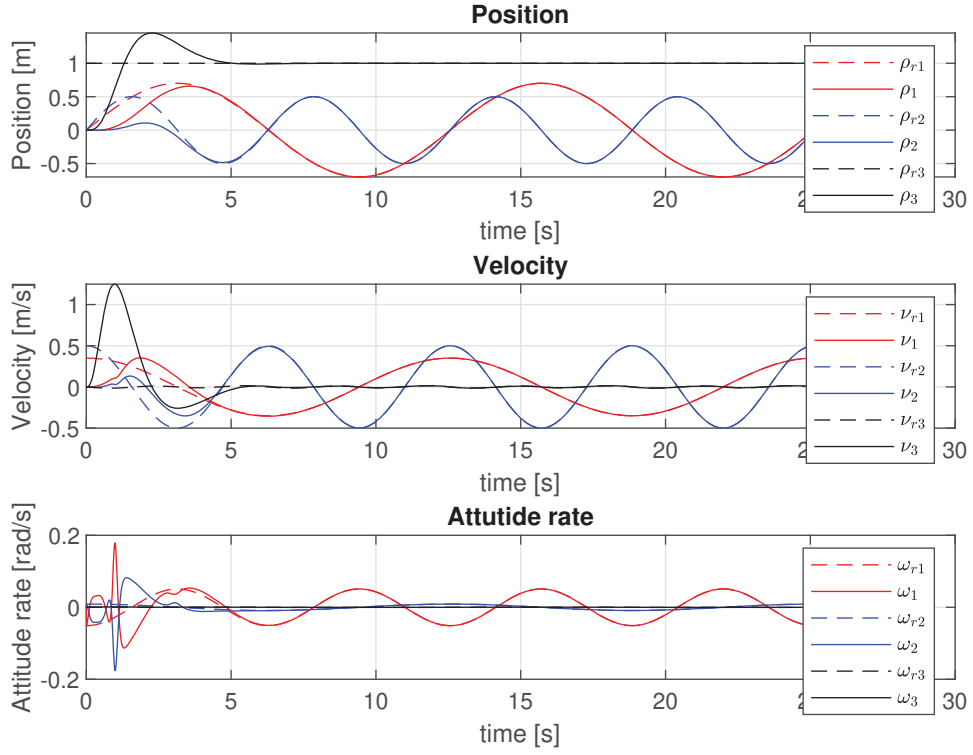 Position
Position [m]
1
0.5
0
-0.5
0 5 10 15 20 25 30
time [s]
ρr1
ρ1
ρr2
ρ2
ρr3
ρ3
Velocity
Velocity [m/s]
1
0.5
0
-0.5
0 5 10 15 20 25 30
time [s]
νr1
ν1
νr2
ν2
νr3
ν3
Attutide rate
Attitude rate [rad/s]
0.2
0
-0.2
0 5 10 15 20 25 30
time [s]
ωr1
ω1
ωr2
ω2
ωr3
ω3